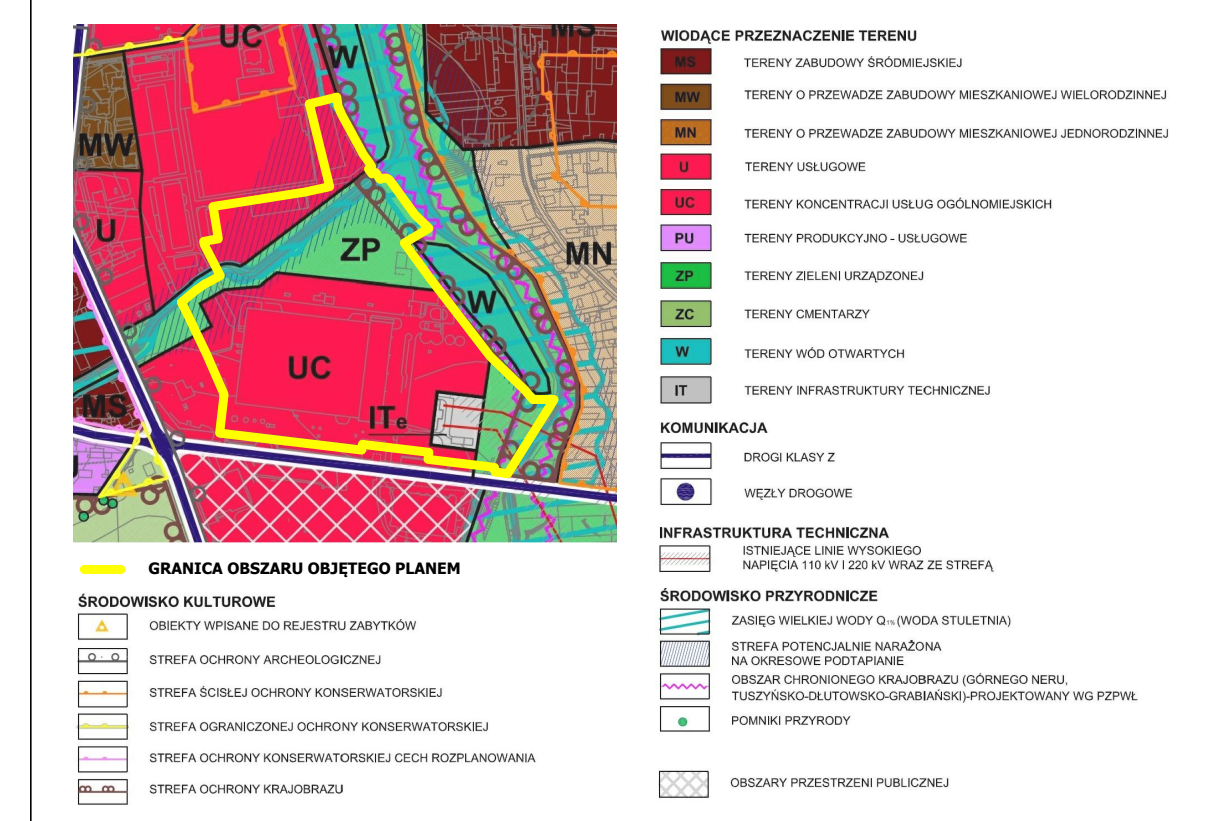 UC
W
MS
MW
U
ZP
MN
W
UC
MS
ITe
GRANICA OBSZARU OBJĘTEGO PLANEM
ŚRODOWISKO KULTUROWE
OBIEKTY WPISANE DO REJESTRU ZABYTKÓW
STREFA OCHRONY ARCHEOLOGICZNEJ
STREFA ŚCISŁEJ OCHRONY KONSERWATORSKIEJ
STREFA OGRANICZONEJ OCHRONY KONSERWATORSKIEJ
STREFA OCHRONY KONSERWATORSKIEJ CECH ROZPLANOWANIA
STREFA OCHRONY KRAJOBRAZU
WIODĄCE PRZEZNACZENIE TERENU
MS TERENY ZABUDOWY ŚRÓDMIEJSKIEJ
MW TERENY O PRZEWADZE ZABUDOWY MIESZKANIOWEJ WIELORODZINNEJ
MN TERENY O PRZEWADZE ZABUDOWY MIESZKANIOWEJ JEDNORODZINNEJ
U TERENY USŁUGOWE
UC TERENY KONCENTRACJI USŁUG OGÓLNOMIEJSKICH
PU TERENY PRODUKCYJNO - USŁUGOWE
ZP TERENY ZIELENI URZĄDZONEJ
ZC TERENY CMENTARZY
W TERENY WÓD OTWARTYCH
IT TERENY INFRASTRUKTURY TECHNICZNEJ
KOMUNIKACJA
DROGI KLASY Z
WĘZŁY DROGOWE
INFRASTRUKTURA TECHNICZNA
ISTNIEJĄCE LINIE WYSOKIEGO
NAPIĘCIA 110 kV I 220 kV WRAZ ZE STREFĄ
ŚRODOWISKO PRZYRODNICZE
ZASIĘG WIELKIEJ WODY Q1% (WODA STULETNIA)
STREFA POTENCJALNIE NARAŻONA
NA OKRESOWE PODTAPIANIE
OBSZAR CHRONIONEGO KRAJOBRAZU (GÓRNEGO NERU,
TUSZYŃSKO-DŁUTOWSKO-GRABIAŃSKI)-PROJEKTOWANY WG PZPWŁ
POMNIKI PRZYRODY
OBSZARY PRZESTRZENI PUBLICZNEJ